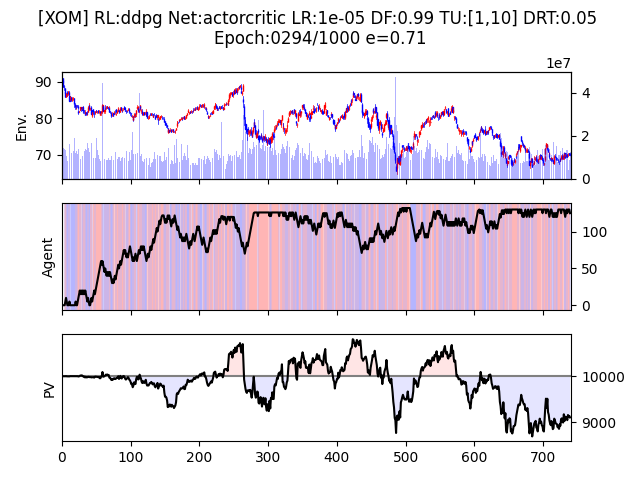 [XOM] RL:ddpg Net:actorcritic LR:1e-05 DF:0.99 TU:[1,10] DRT:0.05
Epoch:0294/1000 e=0.71
1e7
90
80
70
Env.
4
2
0
Agent
100
50
0
PV
10000
9000
0 100 200 300 400 500 600 700